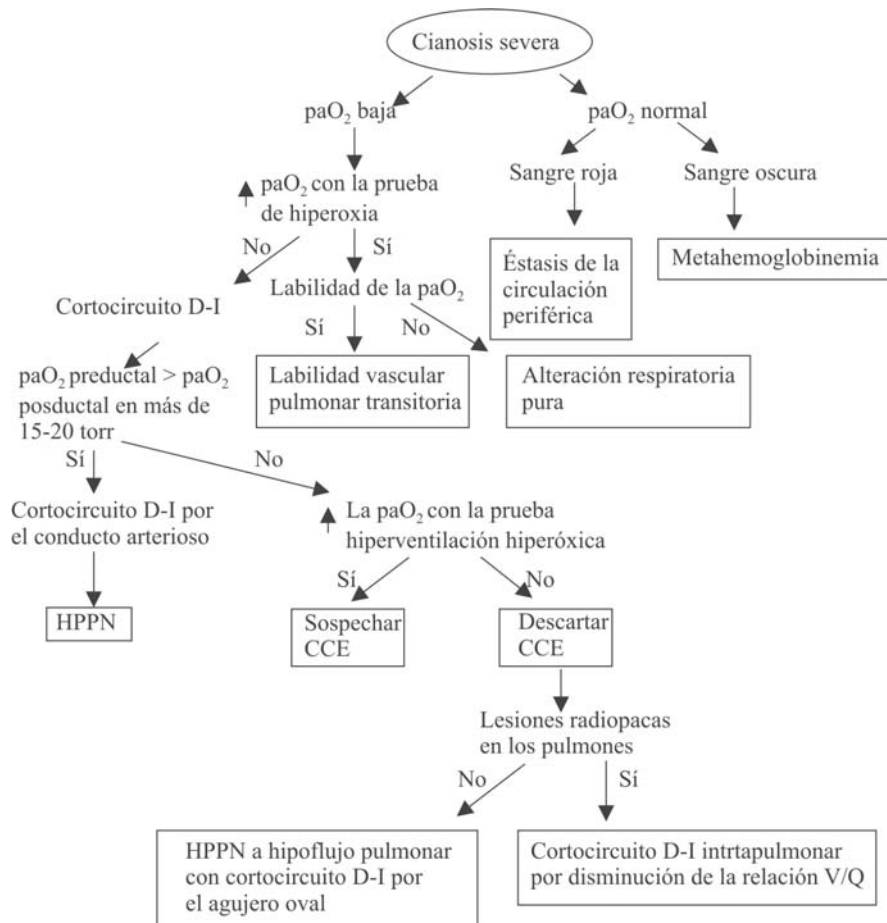 Cianosis severa
paO₂ baja
paO₂ normal
paO₂ con la prueba
de hiperoxia
Sangre roja
Sangre oscura
No
Sí
Éstasis de la
circulación
periférica
Metahemoglobinemia
Cortocircuito D-I
Labilidad de la paO₂
Sí
No
paO₂ preductal > paO₂
posductal en más de
15-20 torr
Labilidad vascular
pulmonar transitoria
Alteración respiratoria
pura
Sí
No
Cortocircuito D-I por
el conducto arterioso
La paO₂ con la prueba
hiperventilación hiperóxica
Sí
No
HPPN
Sospechar
CCE
Descartar
CCE
Lesiones radiopacas
en los pulmones
No
Sí
HPPN a hipoflujo pulmonar
con cortocircuito D-I por
el agujero oval
Cortocircuito D-I intrtapulmonar
por disminución de la relación V/Q